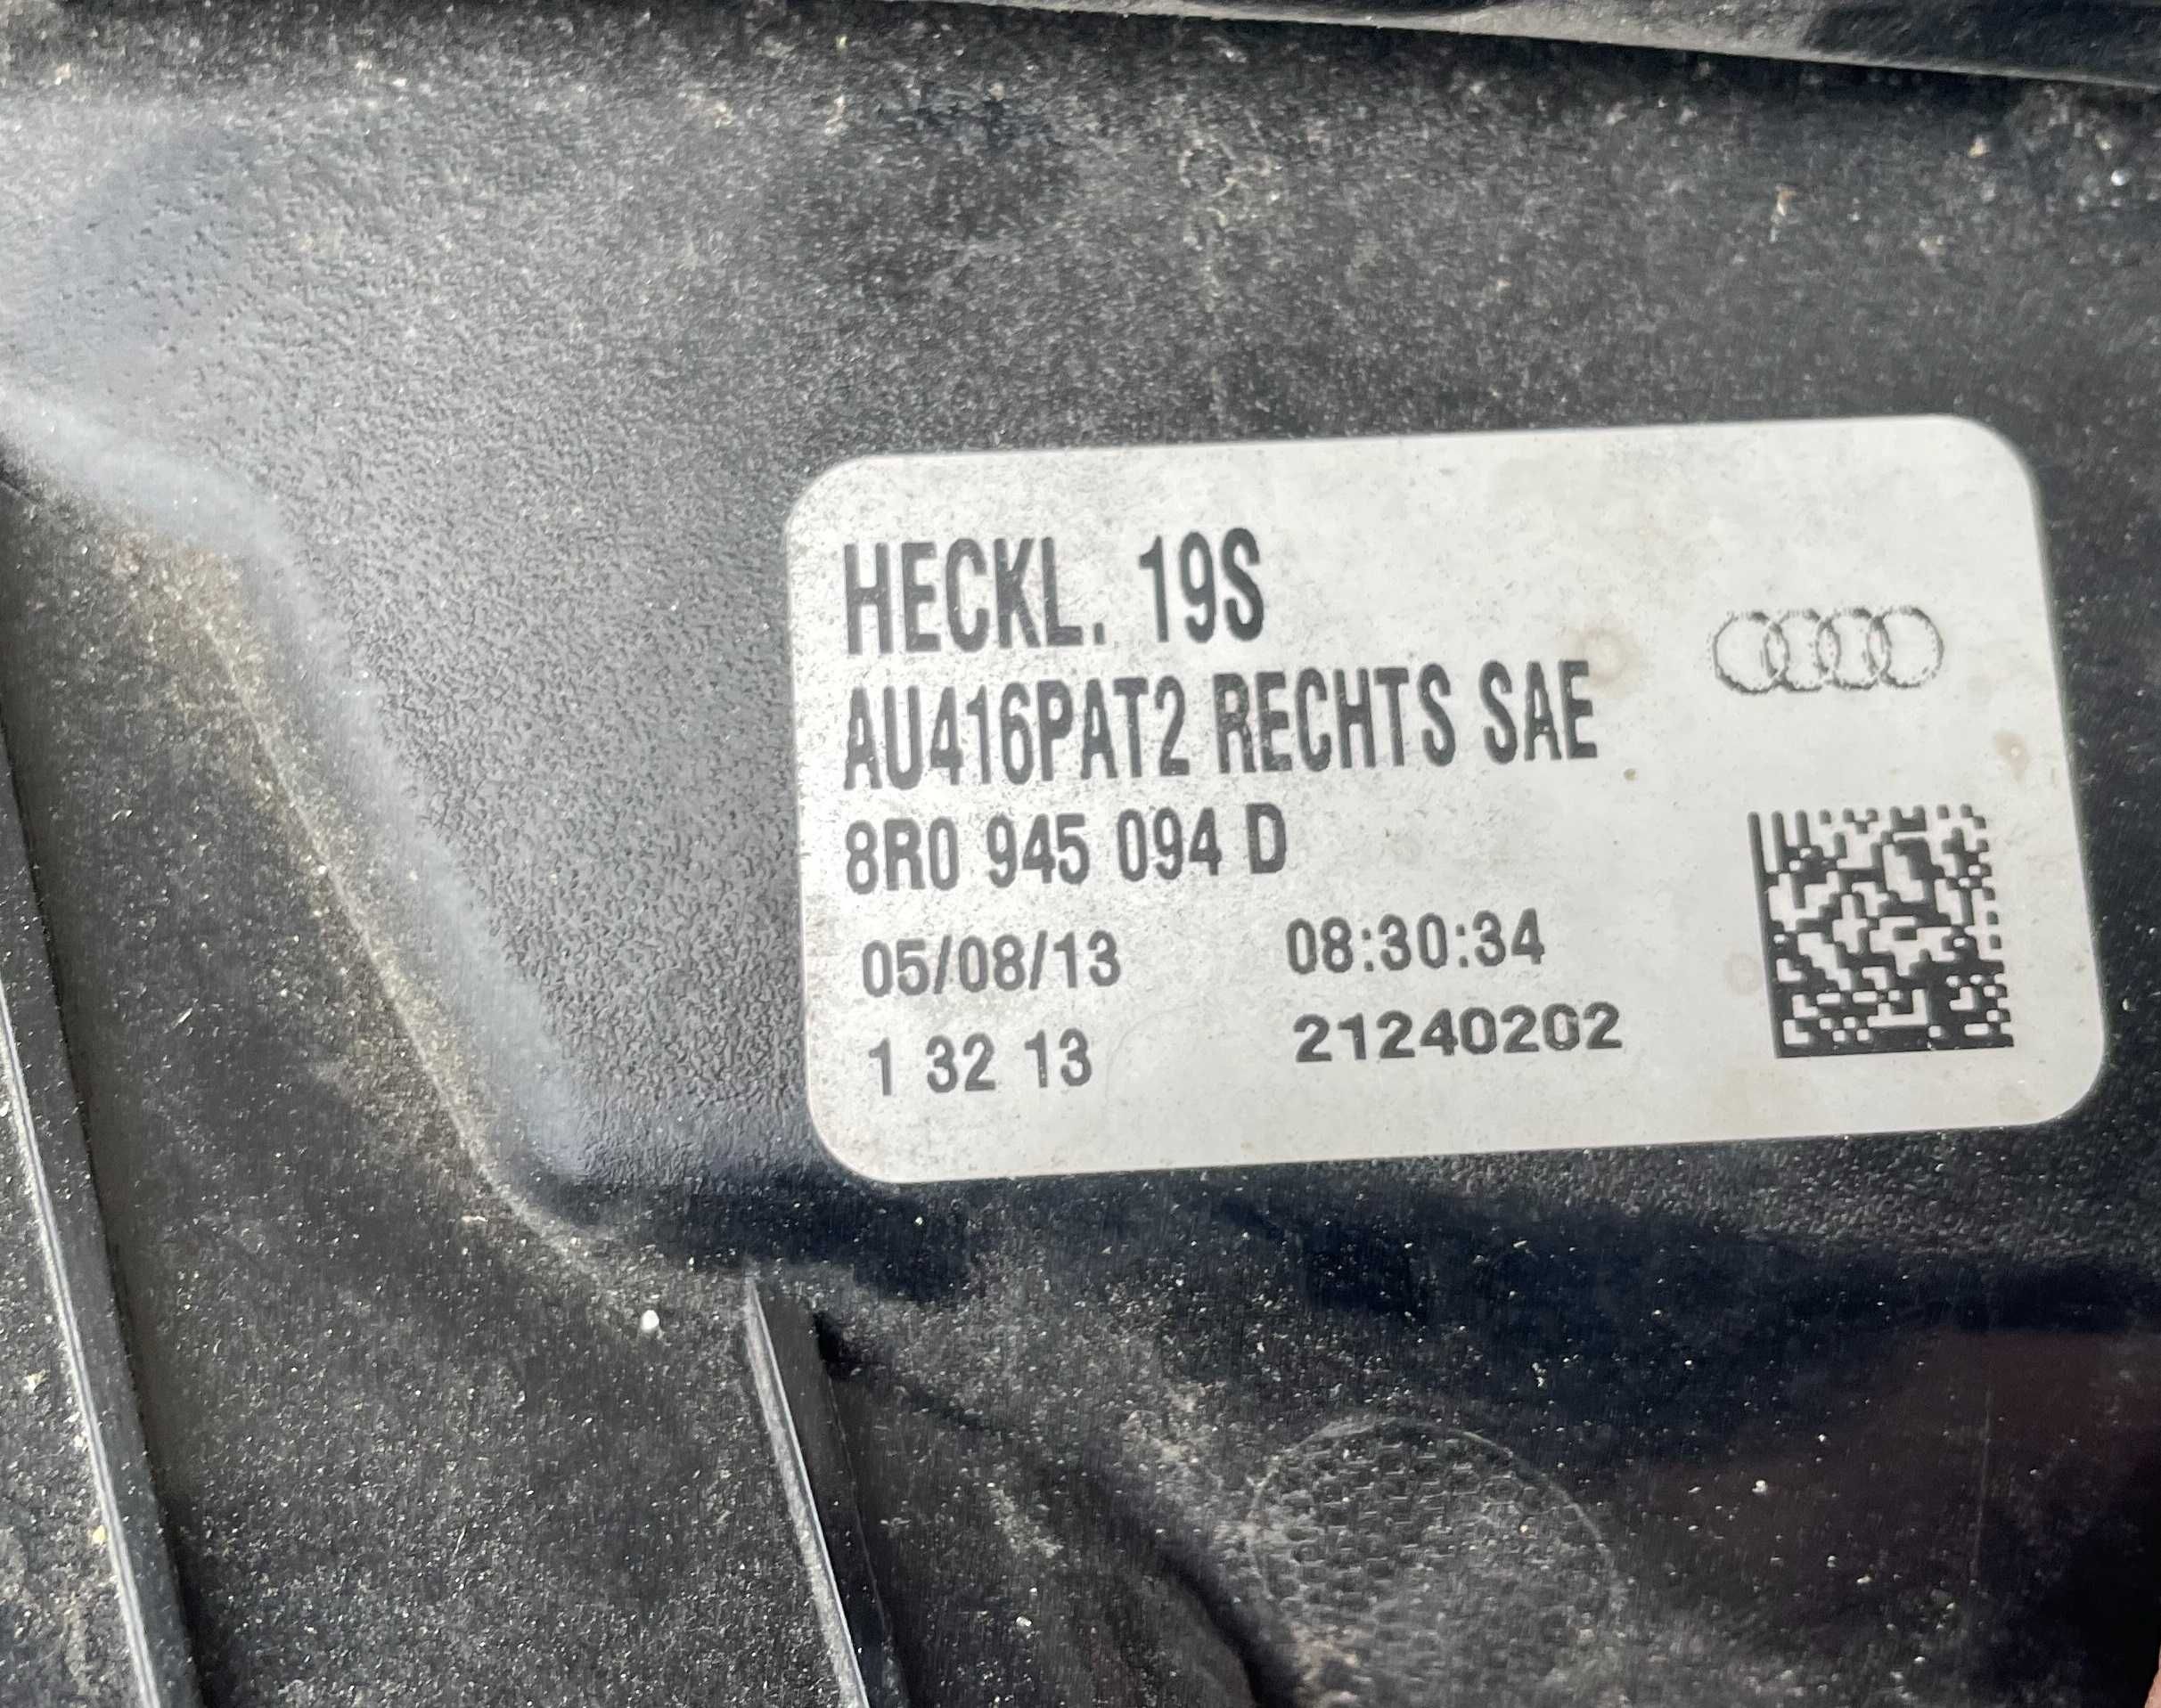 HECKL. 19S
AU416PAT2 RECHTS SAE
8R0 945 094 D
05/08/13 08:30:34
1 32 13 21240202